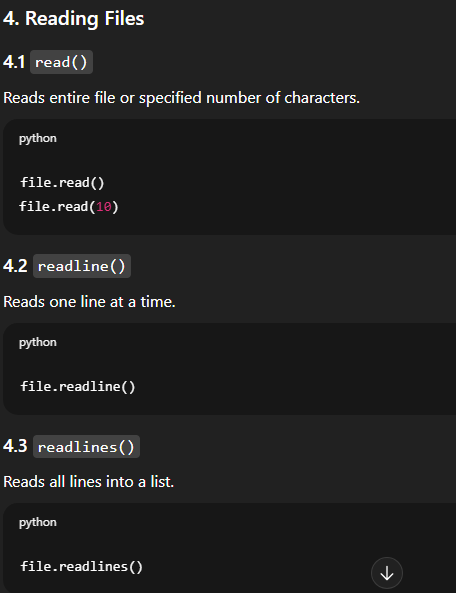 4. Reading Files
4.1 read()
Reads entire file or specified number of characters.
python
file.read()
file.read(10)
4.2 readline()
Reads one line at a time.
python
file.readline()
4.3 readlines()
Reads all lines into a list.
python
file.readlines()